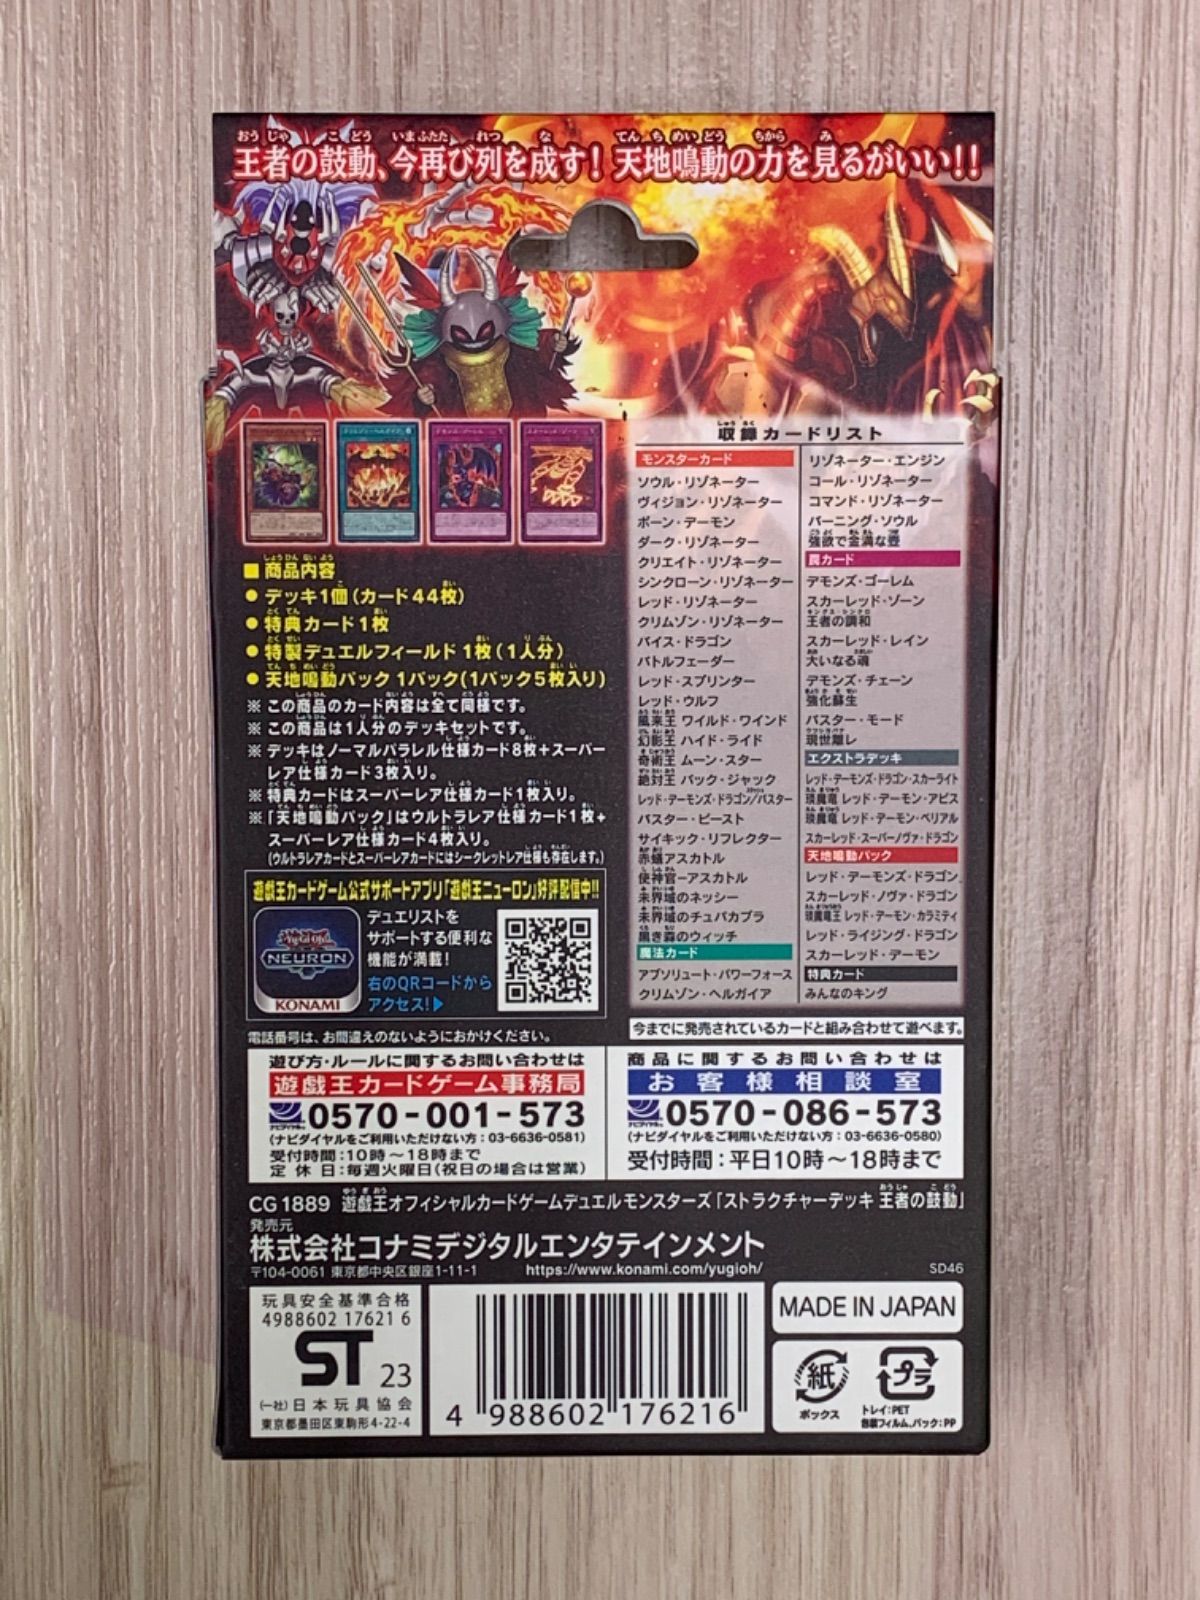 王者の鼓動、今再び列を成す! 天地鳴動の力を見るがいい!!
■ 商品内容
● デッキ1個(カード44枚)
● 特典カード1枚
● 特製デュエルフィールド 1枚(1人分)
● 天地鳴動パック 1パック(1パック5枚入り)
※ この商品のカード内容は全て同様です。
※ この商品は1人分のデッキセットです。
※ デッキはノーマルパラレル仕様カード8枚+スーパー
レア仕様カード3枚入り。
※ 特典カードはスーパーレア仕様カード1枚入り。
※「天地鳴動パック」はウルトラレア仕様カード1枚+
スーパーレア仕様カード4枚入り。
(ウルトラレアカードとスーパーレアカードにはシークレットレア仕様も存在します。)
遊戯王カードゲーム公式サポートアプリ「遊戯王ニューロン」好評配信中!!
Yu-Gi-Oh!
NEURON
KONAMI
デュエリストを
サポートする便利な
機能が満載!
右のQRコードから
アクセス!▶
収録カードリスト
モンスターカード
ソウル・リゾネーター
ヴィジョン・リゾネーター
ボーン・デーモン
ダーク・リゾネーター
クリエイト・リゾネーター
シンクローン・リゾネーター
レッド・リゾネーター
クリムゾン・リゾネーター
バイス・ドラゴン
バトルフェーダー
レッド・スプリンター
レッド・ウルフ
風来王 ワイルド・ワインド
幻影王 ハイド・ライド
奇術王 ムーン・スター
絶対王 バック・ジャック
レッド・デーモンズ・ドラゴン/バスター
バスター・ビースト
サイキック・リフレクター
赤蟻アスカトル
使神官-アスカトル
未界域のネッシー
未界域のチュパカブラ
黒き森のウィッチ
魔法カード
アブソリュート・パワーフォース
クリムゾン・ヘルガイア
リゾネーター・エンジン
コール・リゾネーター
コマンド・リゾネーター
バーニング・ソウル
強欲で金満な壺
罠カード
デモンズ・ゴーレム
スカーレッド・ゾーン
王者の調和
スカーレッド・レイン
大いなる魂
デモンズ・チェーン
強化蘇生
バスター・モード
現世離レ
エクストラデッキ
レッド・デーモンズ・ドラゴン・スカーライト
琰魔竜 レッド・デーモン・アビス
琰魔竜 レッド・デーモン・ベリアル
スカーレッド・スーパーノヴァ・ドラゴン
天地鳴動パック
レッド・デーモンズ・ドラゴン
スカーレッド・ノヴァ・ドラゴン
琰魔竜王 レッド・デーモン・カラミティ
レッド・ライジング・ドラゴン
スカーレッド・デーモン
特典カード
みんなのキング
今までに発売されているカードと組み合わせて遊べます。
電話番号は、お間違えのないようにおかけください。
遊び方・ルールに関するお問い合わせは
遊戯王カードゲーム事務局
ナビダイヤル
0570-001-573
(ナビダイヤルをご利用いただけない方:03-6636-0581)
受付時間:10時〜18時まで
定休日:毎週火曜日(祝日の場合は営業)
商品に関するお問い合わせは
お客様相談室
ナビダイヤル
0570-086-573
(ナビダイヤルをご利用いただけない方:03-6636-0580)
受付時間:平日10時〜18時まで
CG1889 遊戯王オフィシャルカードゲームデュエルモンスターズ「ストラクチャーデッキ 王者の鼓動」
発売元
株式会社コナミデジタルエンタテインメント
〒104-0061 東京都中央区銀座1-11-1 https://www.konami.com/yugioh/ SD46
玩具安全基準合格
4988602 17621 6
ST 23
(一社)日本玩具協会
東京都墨田区東駒形4-22-4
4 988602 176216
MADE IN JAPAN
紙
ボックス
プラ
トレイ:PET
包装フィルム、パック:PP